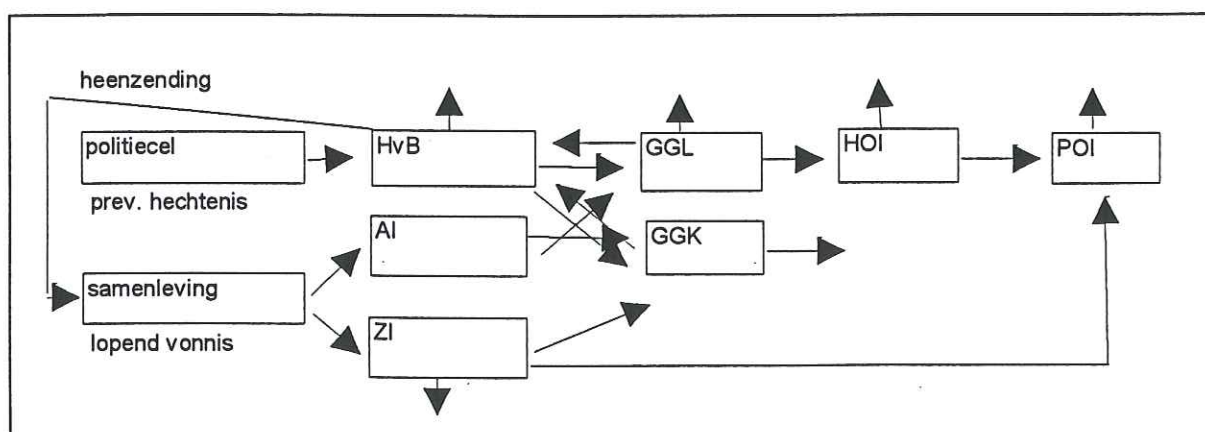 heenzending
politiecel
HvB
GGL
HOI
POI
prev. hechtenis
AI
GGK
samenleving
lopend vonnis
ZI